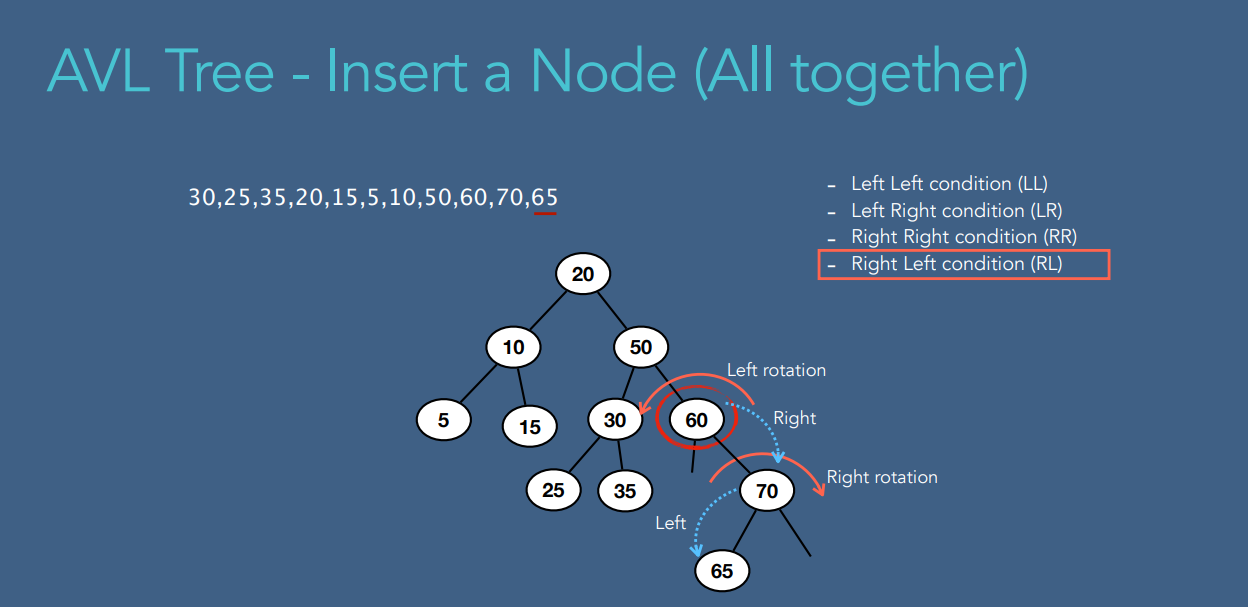 AVL Tree - Insert a Node (All together)
30,25,35,20,15,5,10,50,60,70,65
- Left Left condition (LL)
- Left Right condition (LR)
- Right Right condition (RR)
- Right Left condition (RL)
20
10
50
Left rotation
5
15
30
60
Right
25
35
70
Right rotation
Left
65